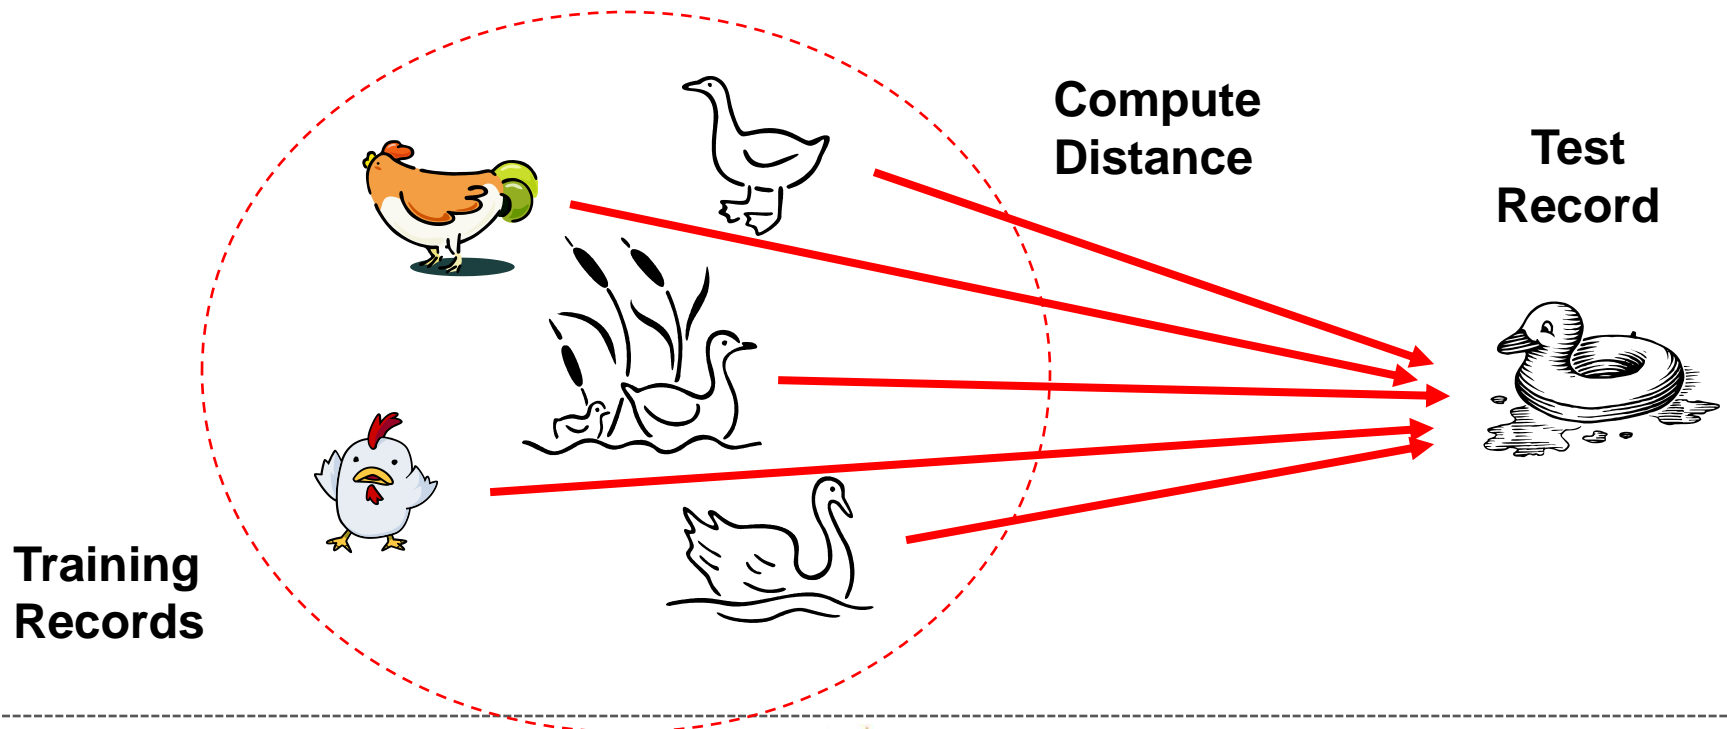 Compute
Distance
Test
Record
Training
Records